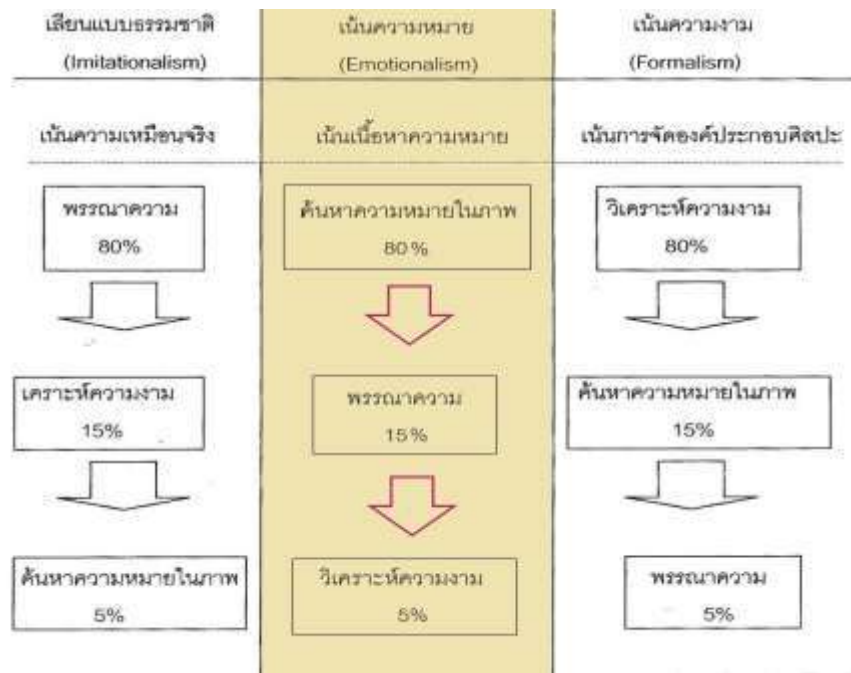 เลียนแบบธรรมชาติ
(Imitationalism)
เน้นความหมาย
(Emotionalism)
เน้นความงาม
(Formalism)
เน้นความเหมือนจริง
เน้นเนื้อหาความหมาย
เน้นการจัดองค์ประกอบศิลปะ
พรรณาความ
80%
ค้นหาความหมายในภาพ
80%
วิเคราะห์ความงาม
80%
เคราะห์ความงาม
15%
พรรณาความ
15%
ค้นหาความหมายในภาพ
15%
ค้นหาความหมายในภาพ
5%
วิเคราะห์ความงาม
5%
พรรณาความ
5%